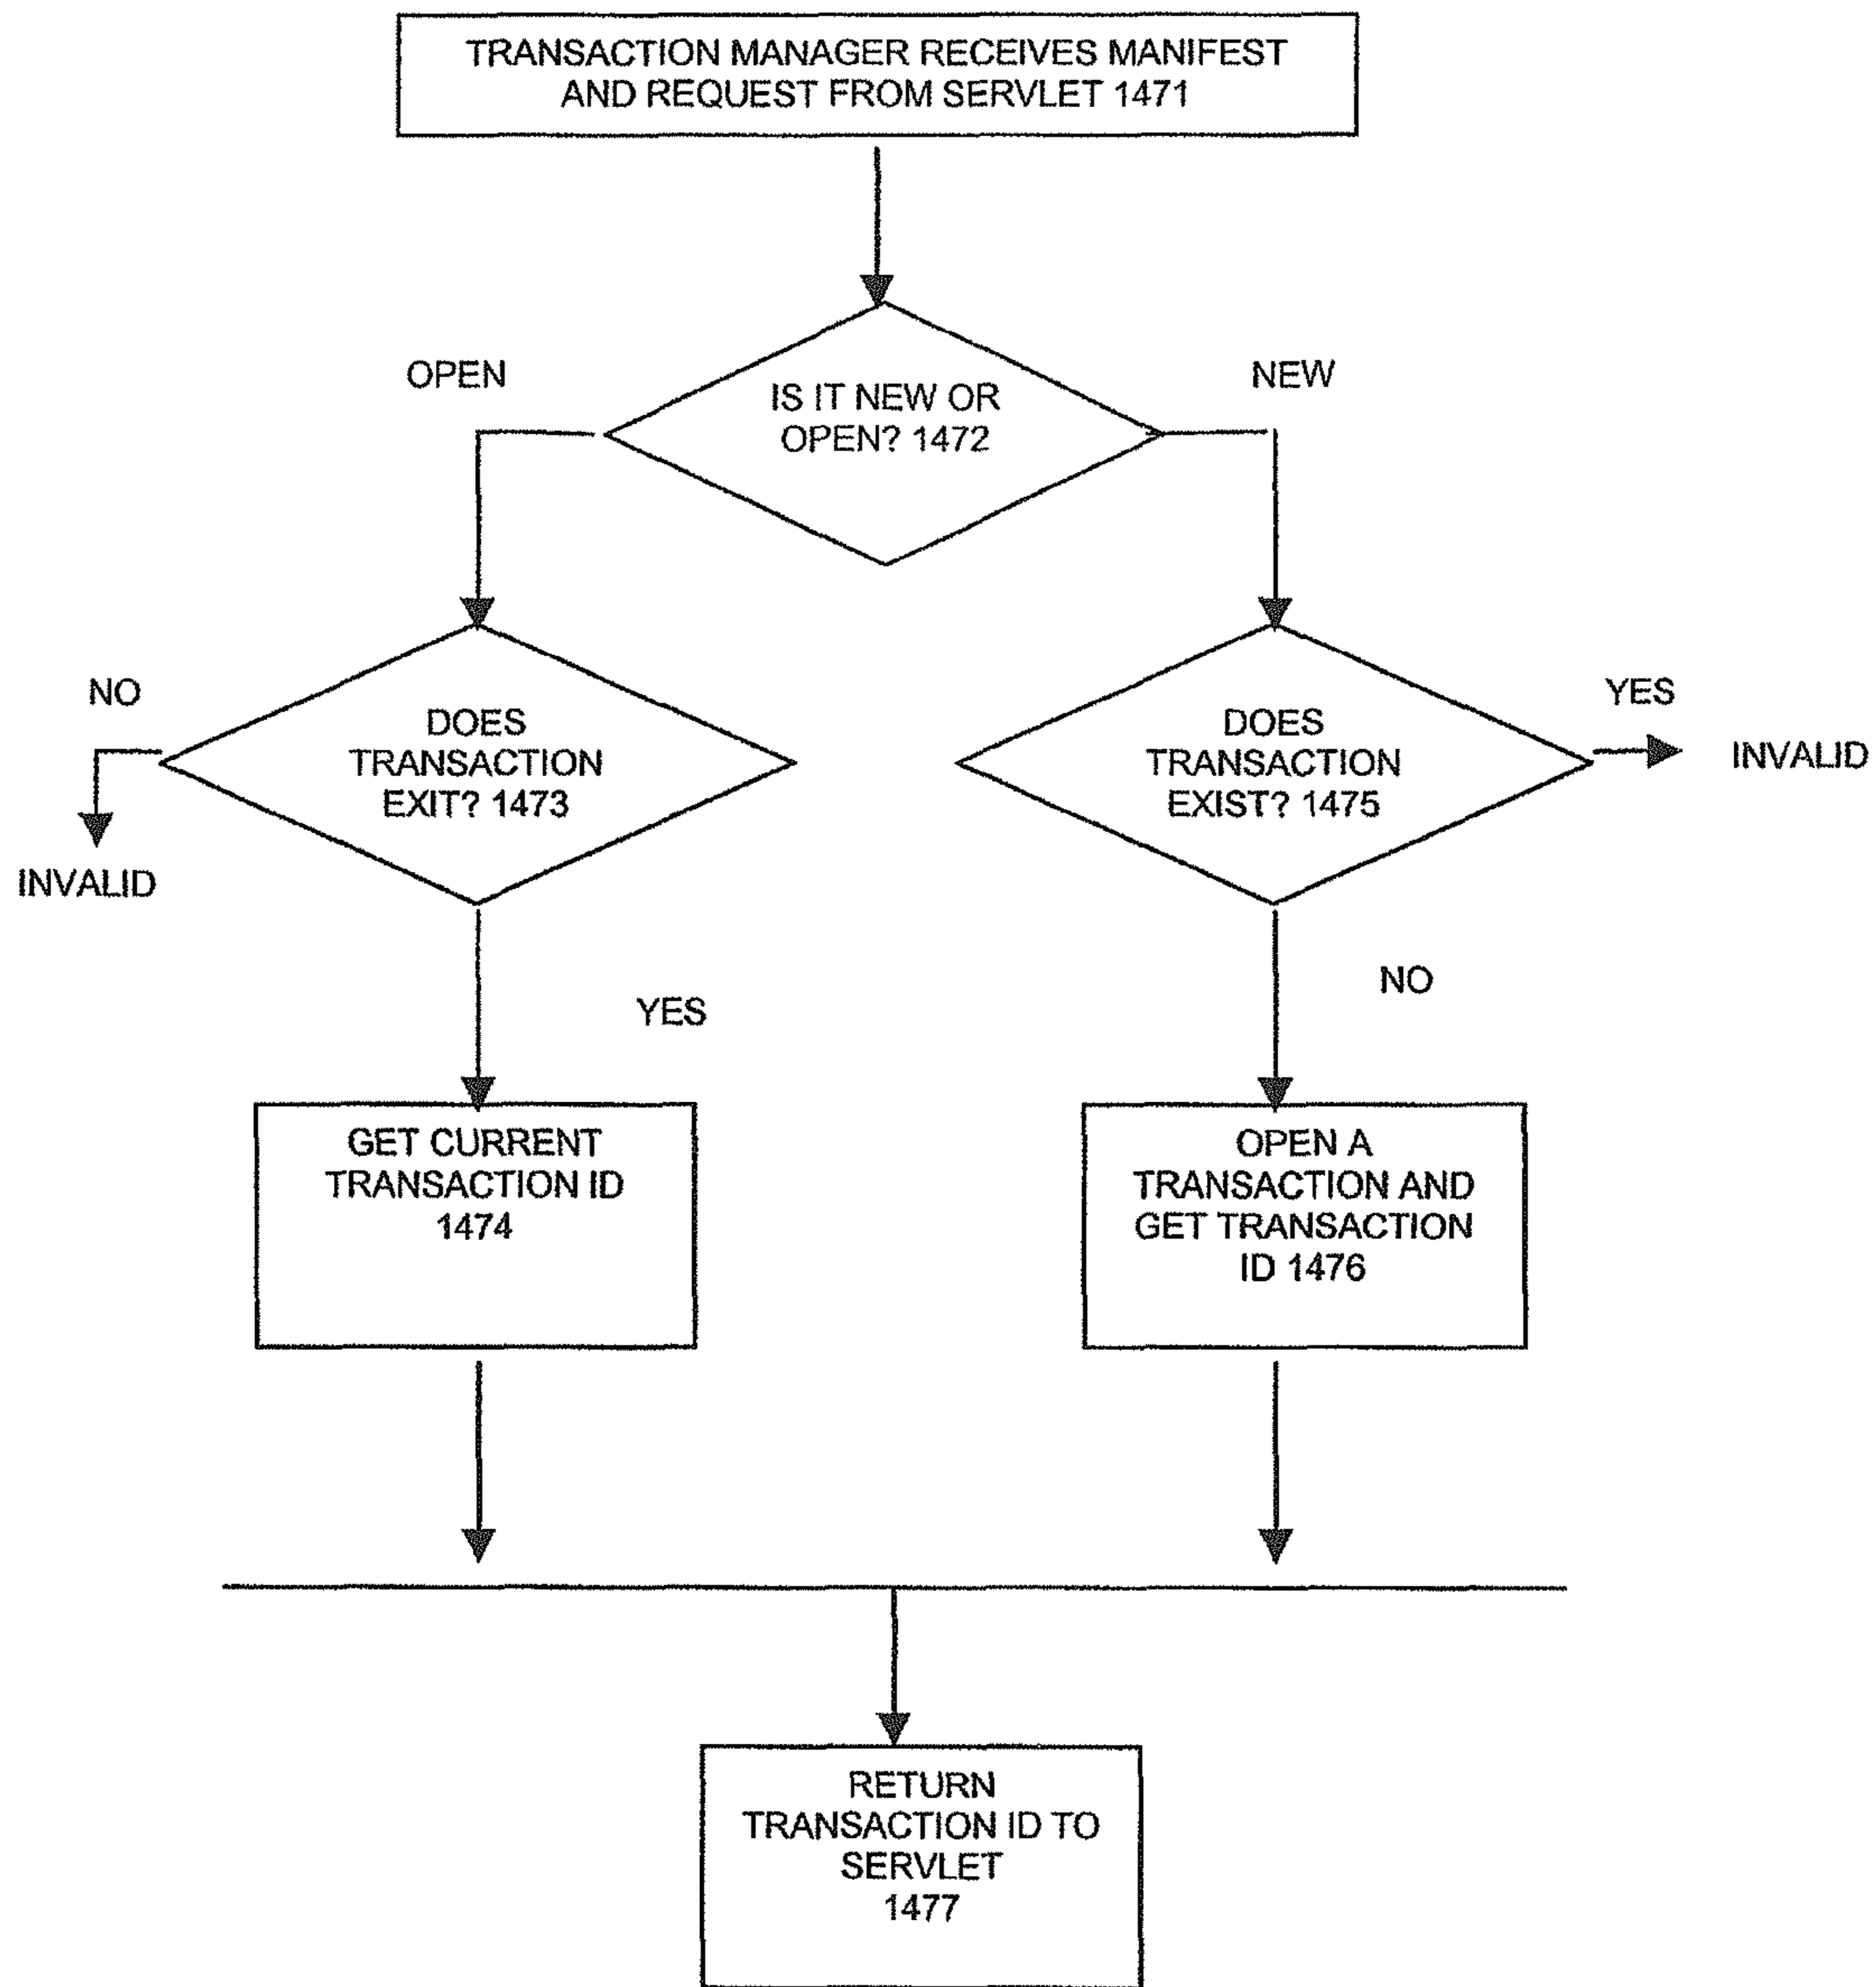 TRANSACTION MANAGER RECEIVES MANIFEST
AND REQUEST FROM SERVLET 1471
OPEN
IS IT NEW OR
OPEN? 1472
NEW
NO
DOES
TRANSACTION
EXIT? 1473
INVALID
DOES
TRANSACTION
EXIST? 1475
YES
INVALID
YES
NO
GET CURRENT
TRANSACTION ID
1474
OPEN A
TRANSACTION AND
GET TRANSACTION
ID 1476
RETURN
TRANSACTION ID TO
SERVLET
1477